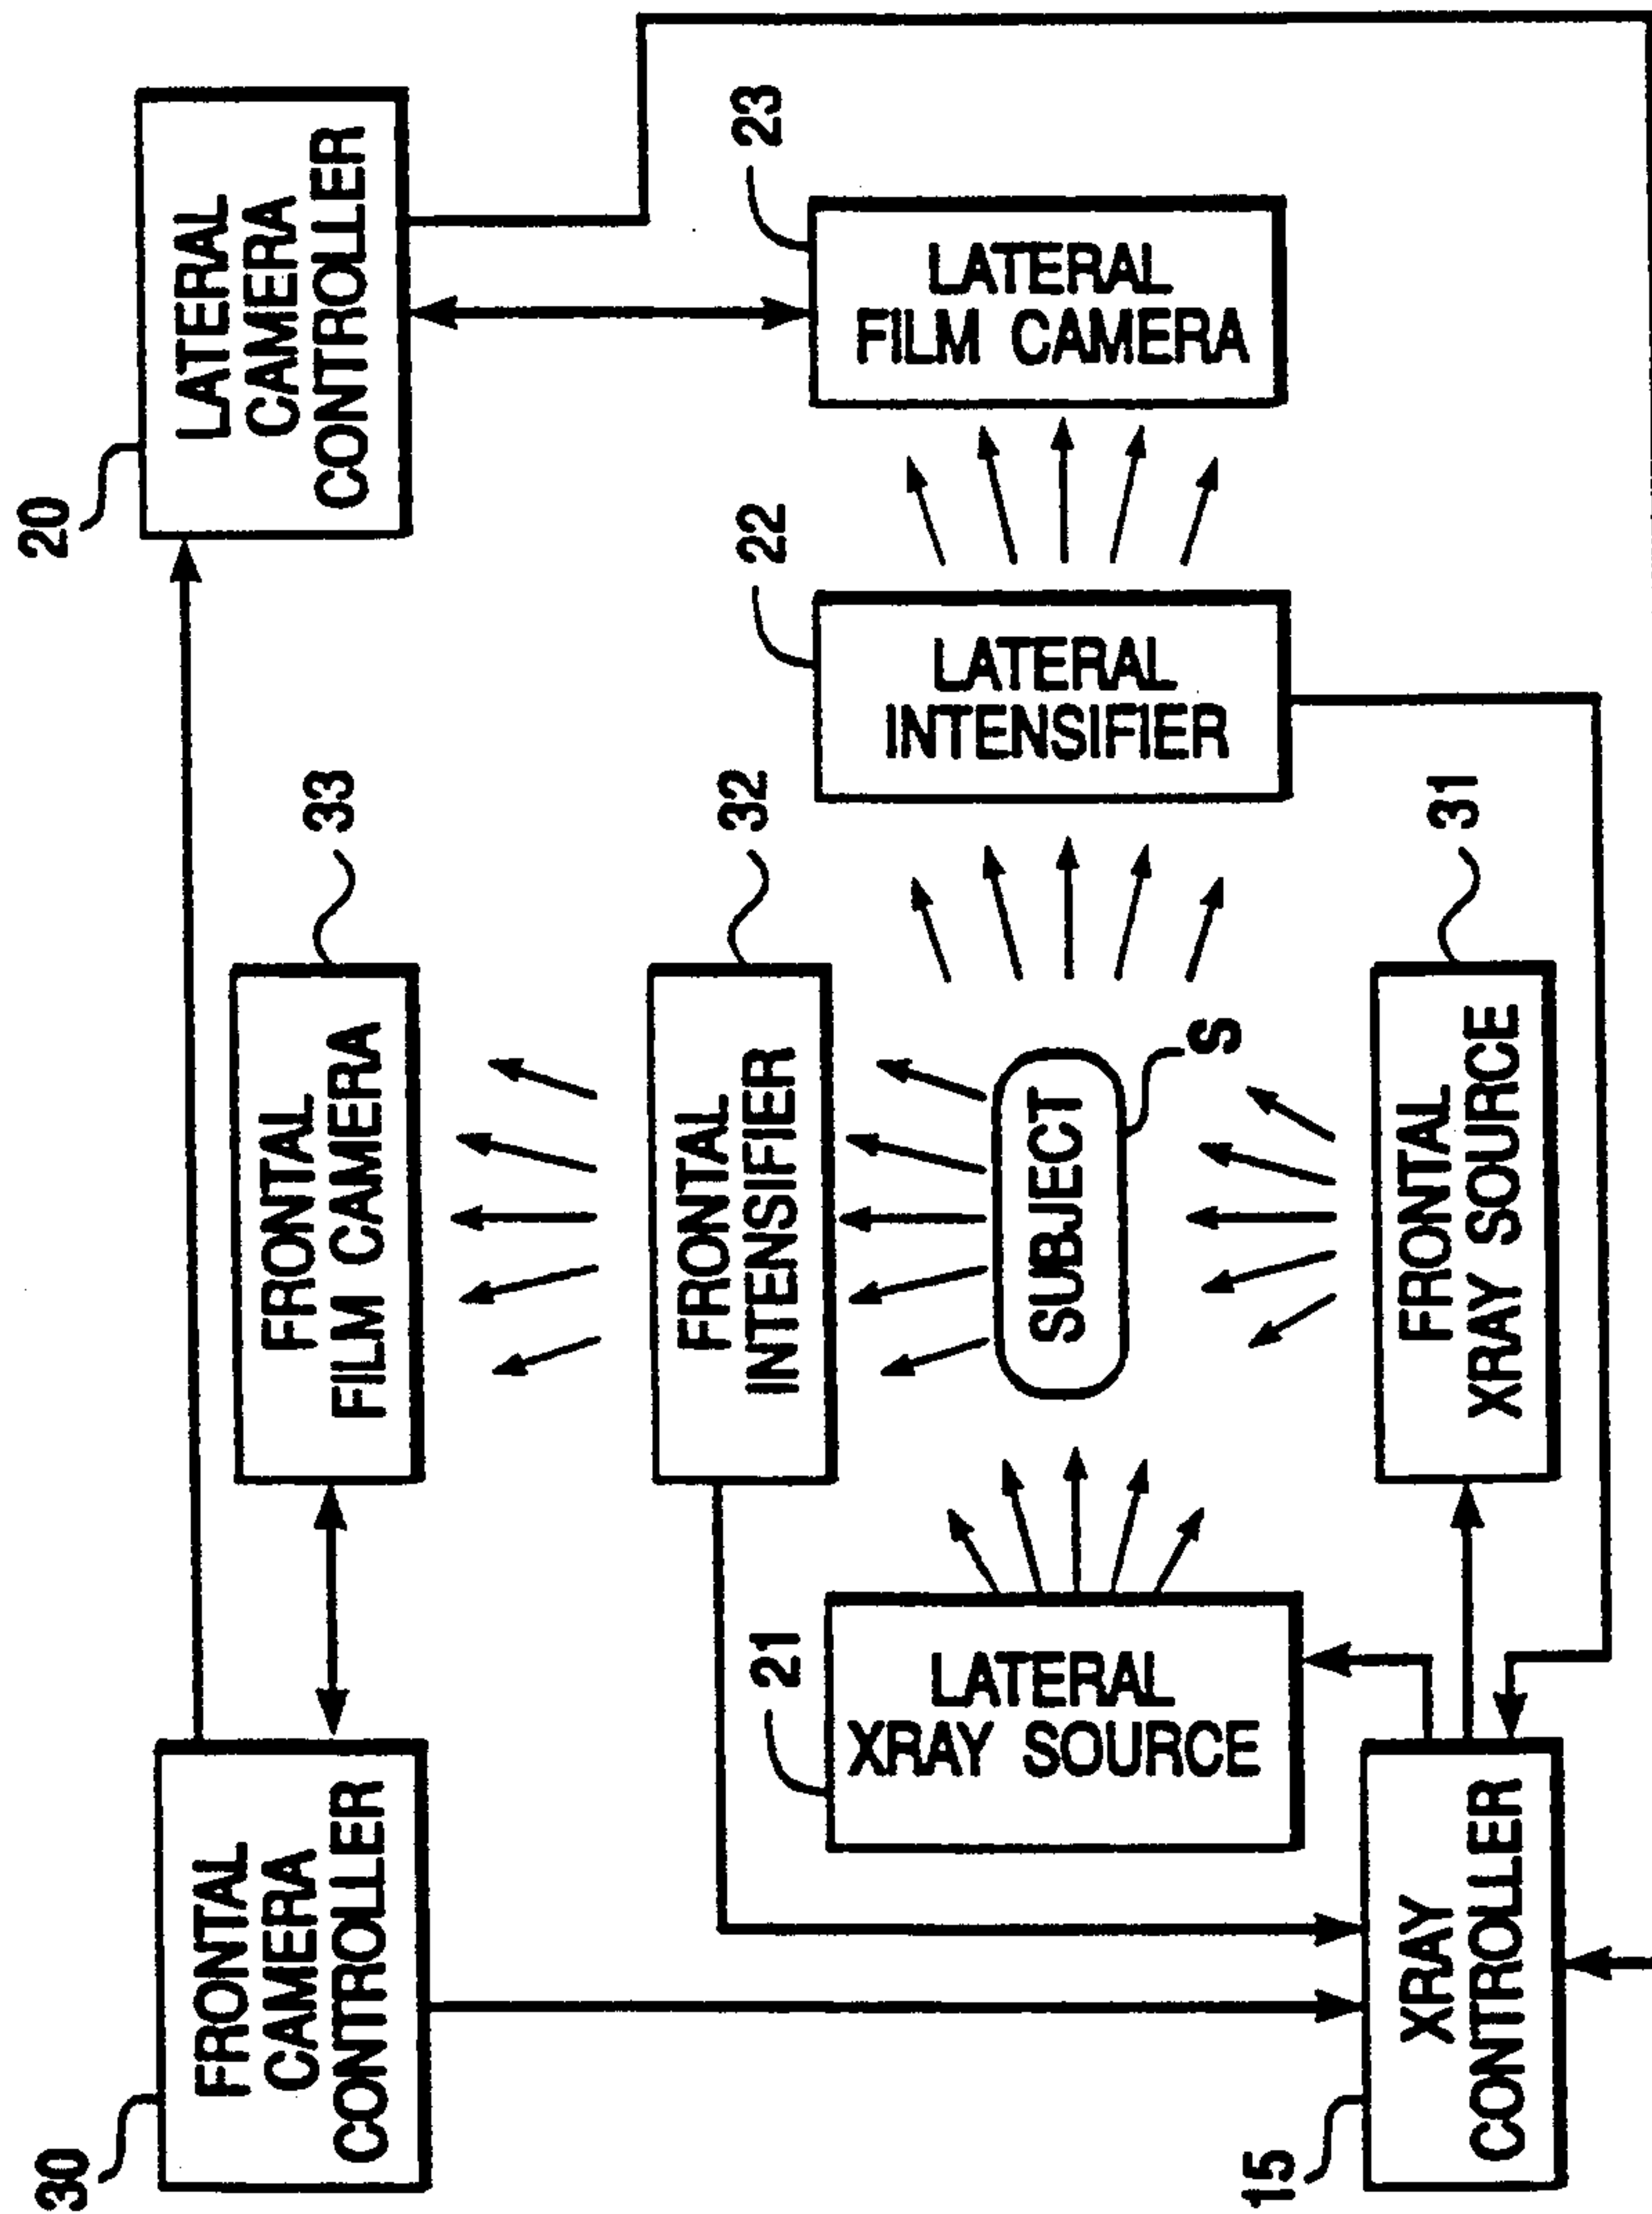 30
FRONTAL
CAMERA
CONTROLLER
20
LATERAL
CAMERA
CONTROLLER
33
FRONTAL
FILM CAMERA
32
FRONTAL
INTENSIFIER
21
LATERAL
XRAY SOURCE
SUBJECT
S
22
LATERAL
INTENSIFIER
23
LATERAL
FILM CAMERA
15
XRAY
CONTROLLER
31
FRONTAL
XRAY SOURCE